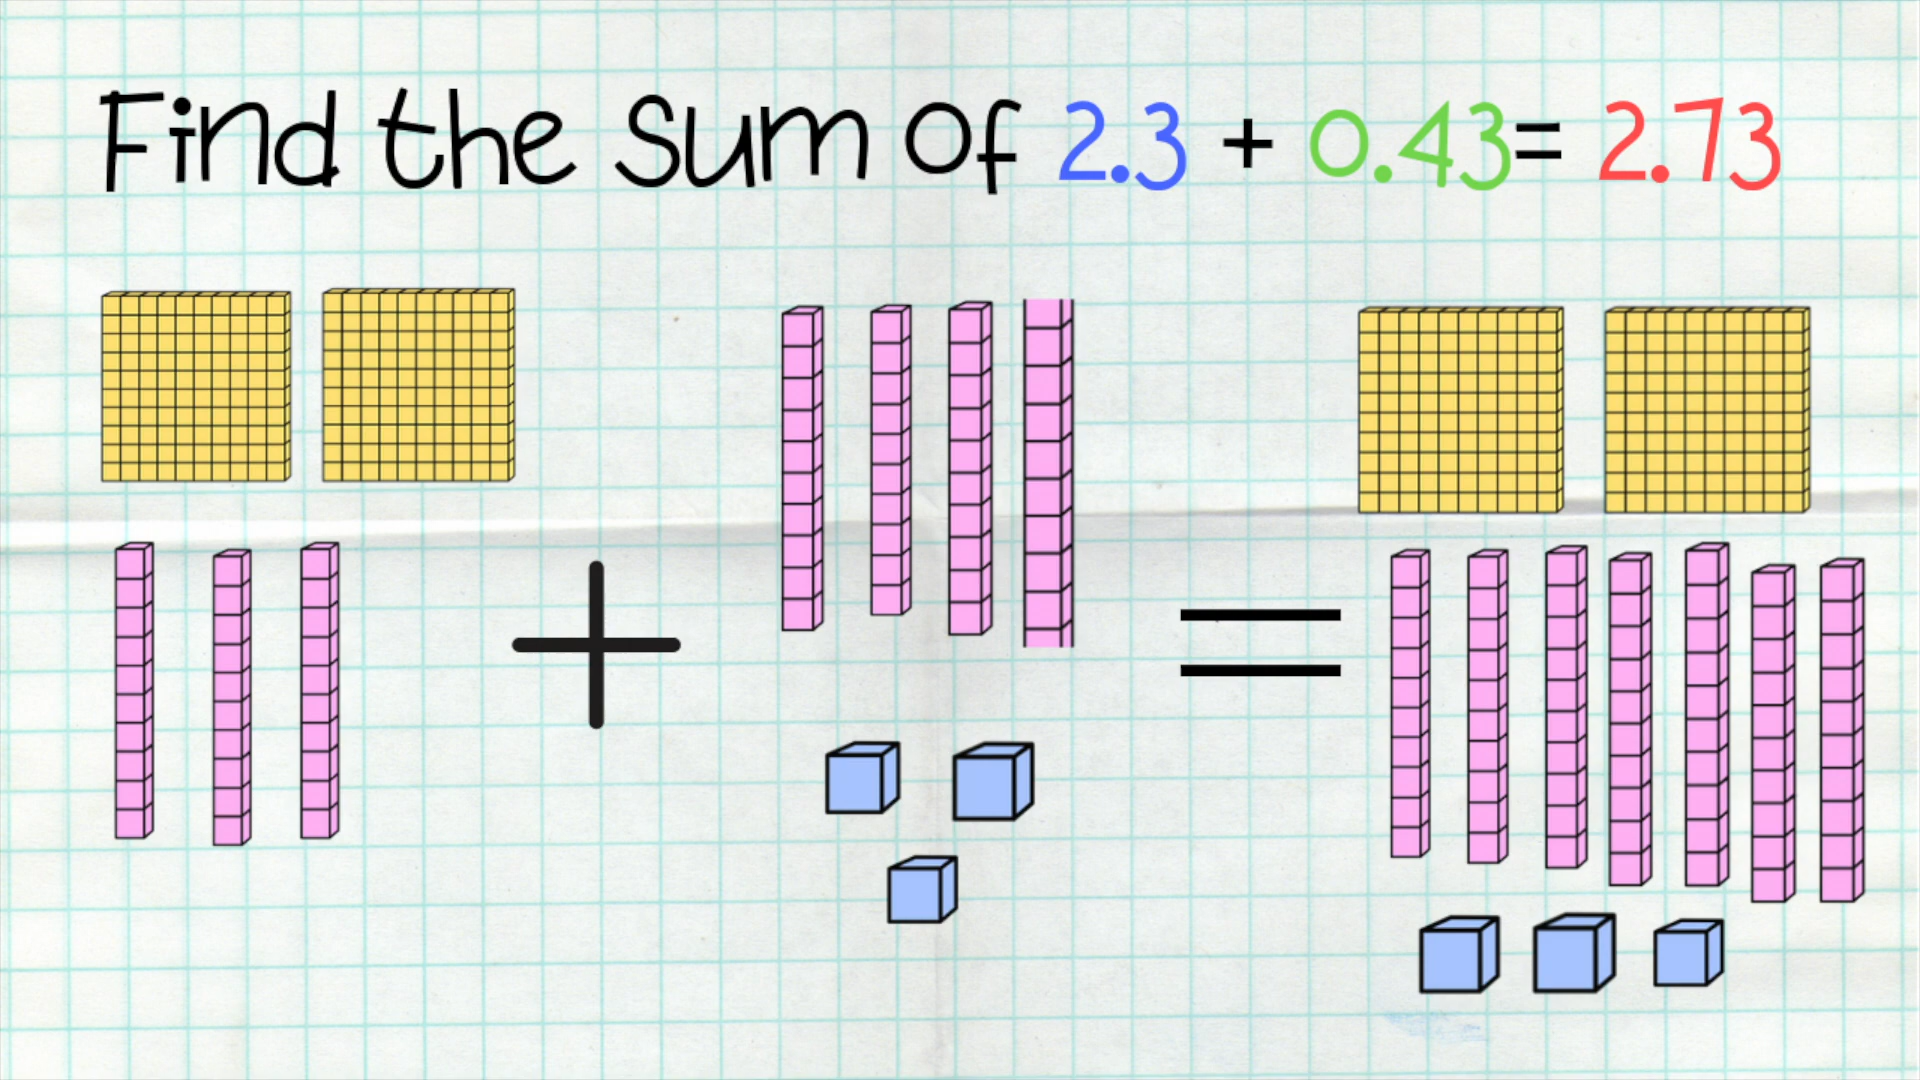 Find the sum of 2.3 + 0.43= 2.73
+ =